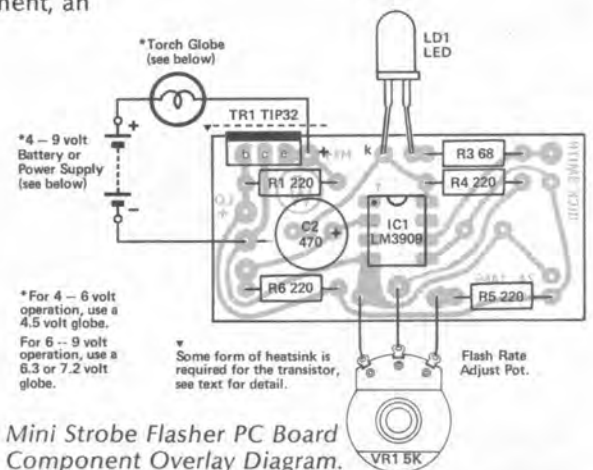 nent, an
*Torch Globe
(see below)
LD1
LED
TR1 TIP32
*4 – 9 volt
Battery or
Power Supply
(see below)
+
–
+
k
R3 68
R1 220
R4 220
C2
470
+
IC1
LM3909
R6 220
R5 220
*For 4 – 6 volt
operation, use a
4.5 volt globe.
For 6 -- 9 volt
operation, use a
6.3 or 7.2 volt
globe.
▼
Some form of heatsink is
required for the transistor,
see text for detail.
Flash Rate
Adjust Pot.
VR1 5K
Mini Strobe Flasher PC Board
Component Overlay Diagram.